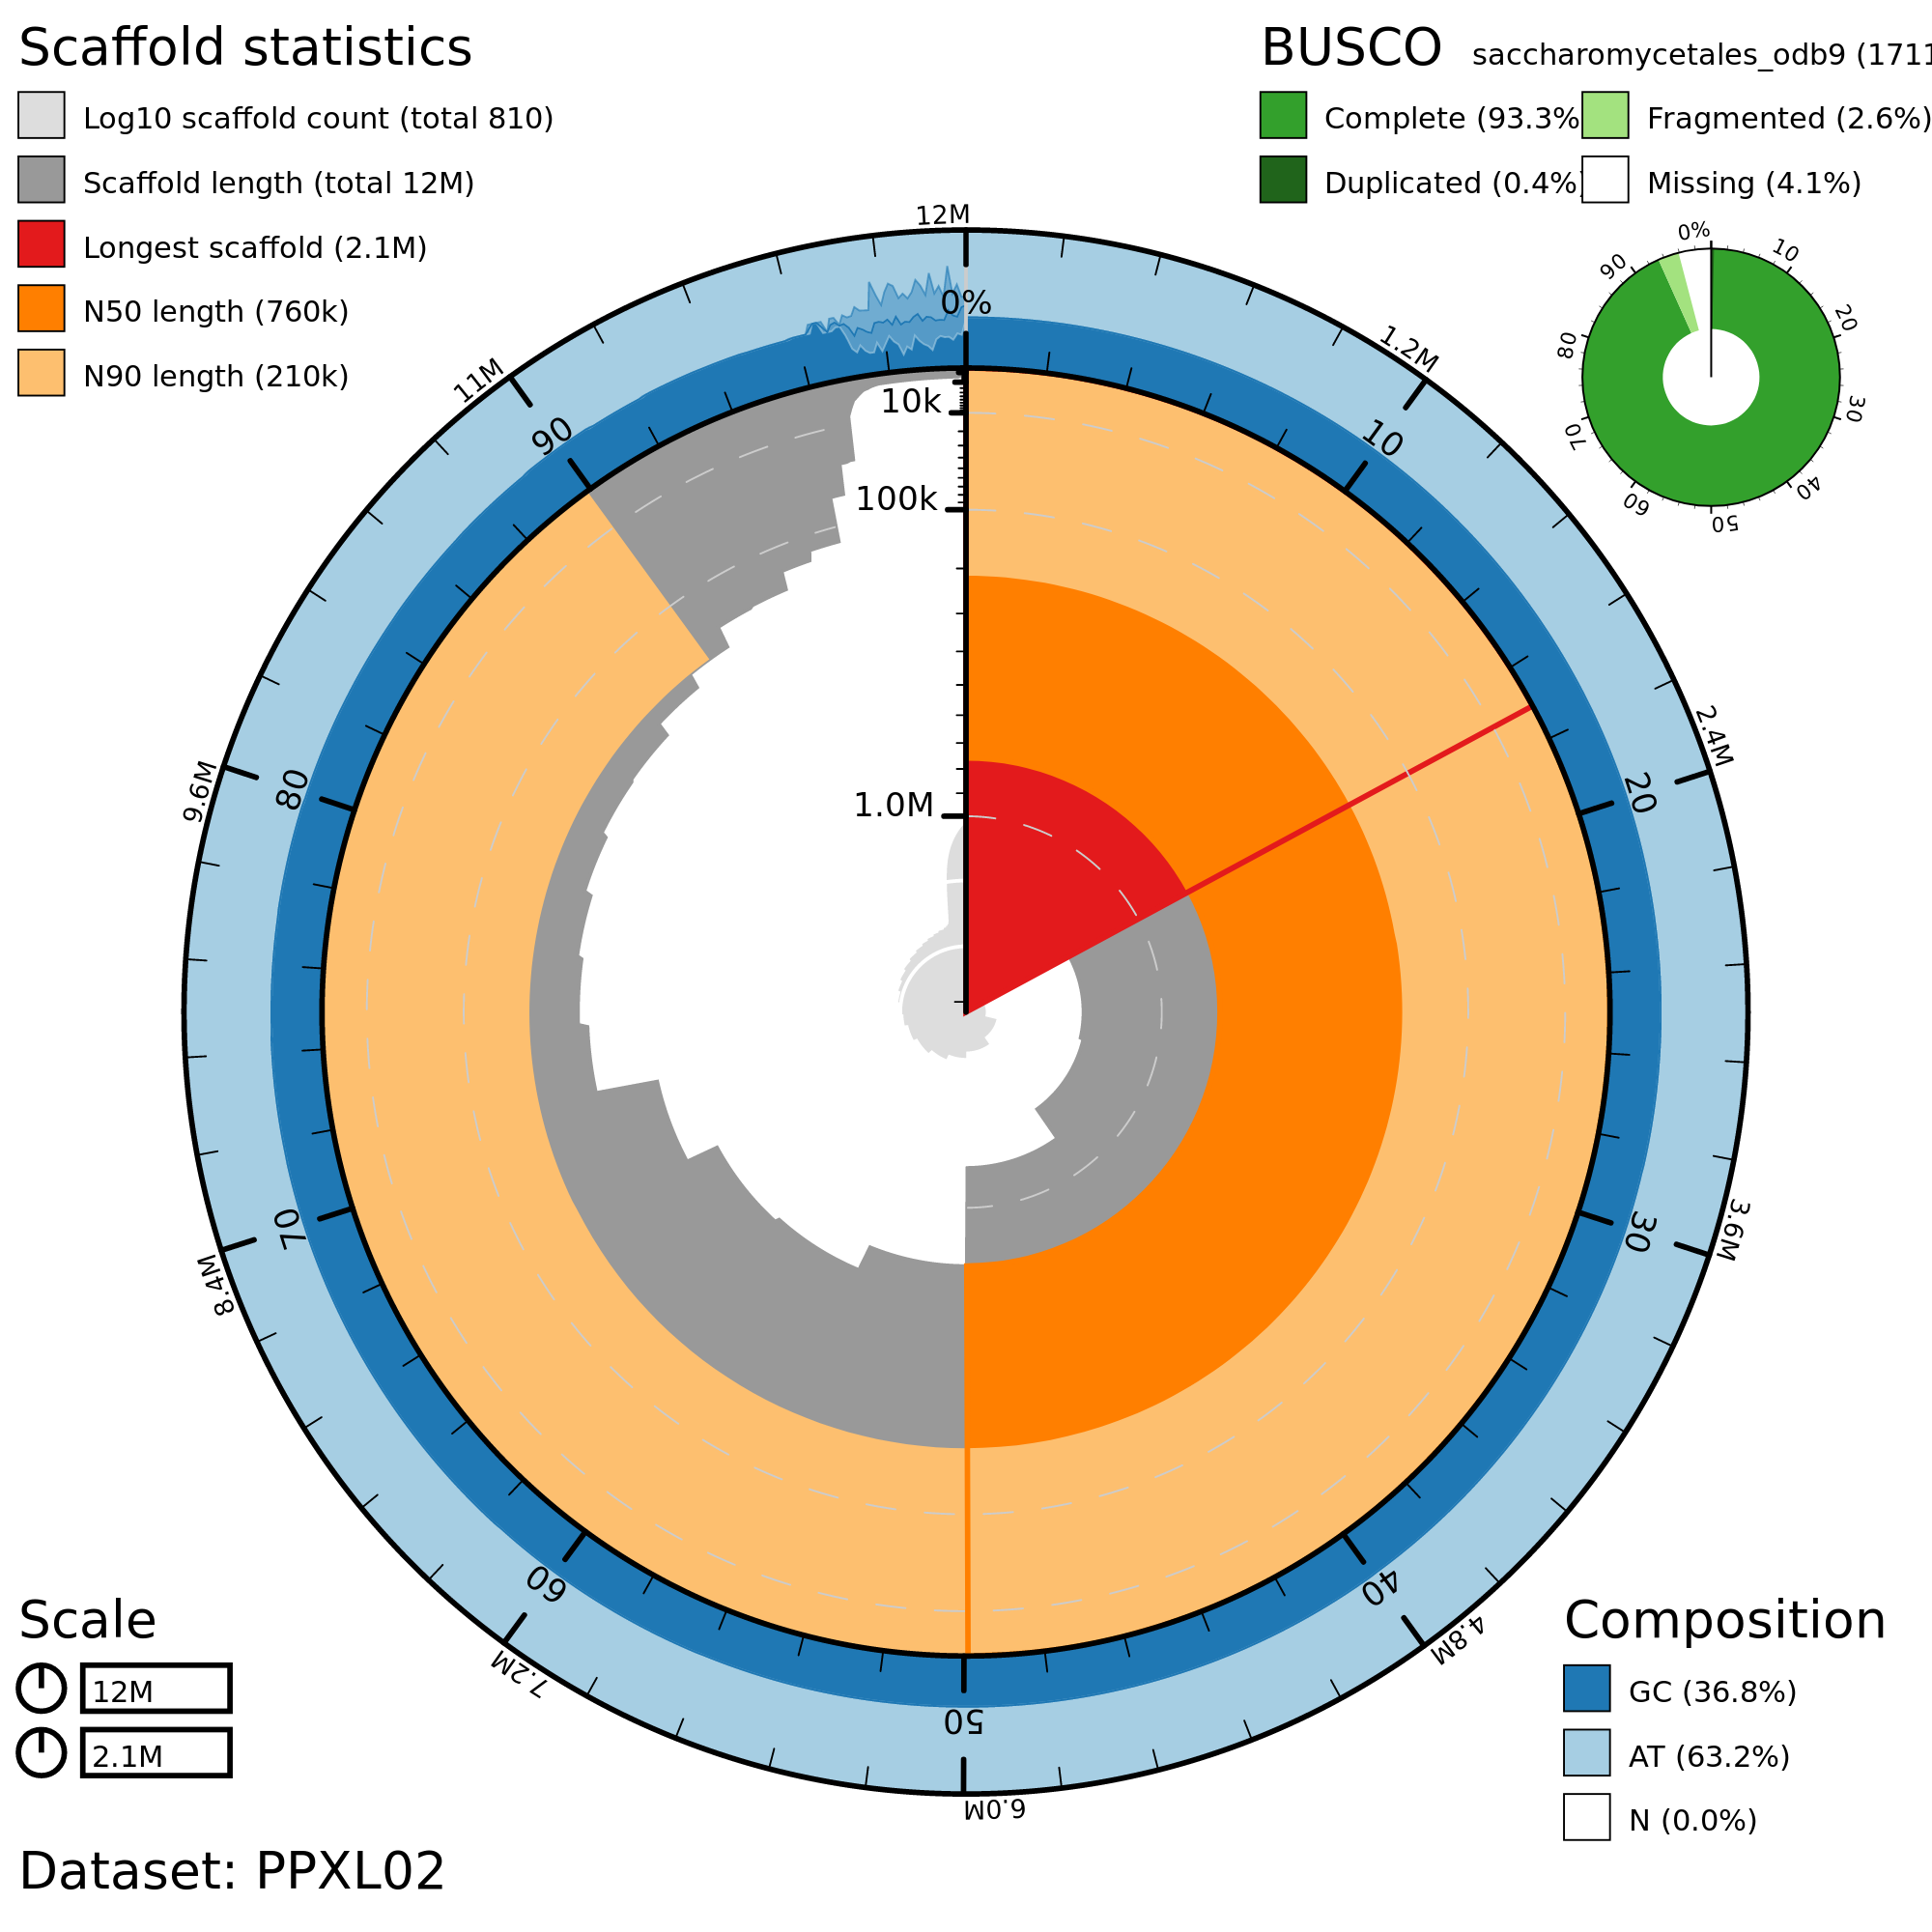 Scaffold statistics
Log10 scaffold count (total 810)
Scaffold length (total 12M)
Longest scaffold (2.1M)
N50 length (760k)
N90 length (210k)
BUSCO saccharomycetales_odb9 (1711
Complete (93.3%
Fragmented (2.6%)
Duplicated (0.4%)
Missing (4.1%)
0%
10
20
30
40
50
60
70
80
90
12M
1.2M
2.4M
3.6M
4.8M
6.0M
7.2M
8.4M
9.6M
11M
0%
10
20
30
40
50
60
70
80
90
10k
100k
1.0M
Scale
12M
2.1M
Composition
GC (36.8%)
AT (63.2%)
N (0.0%)
Dataset: PPXL02